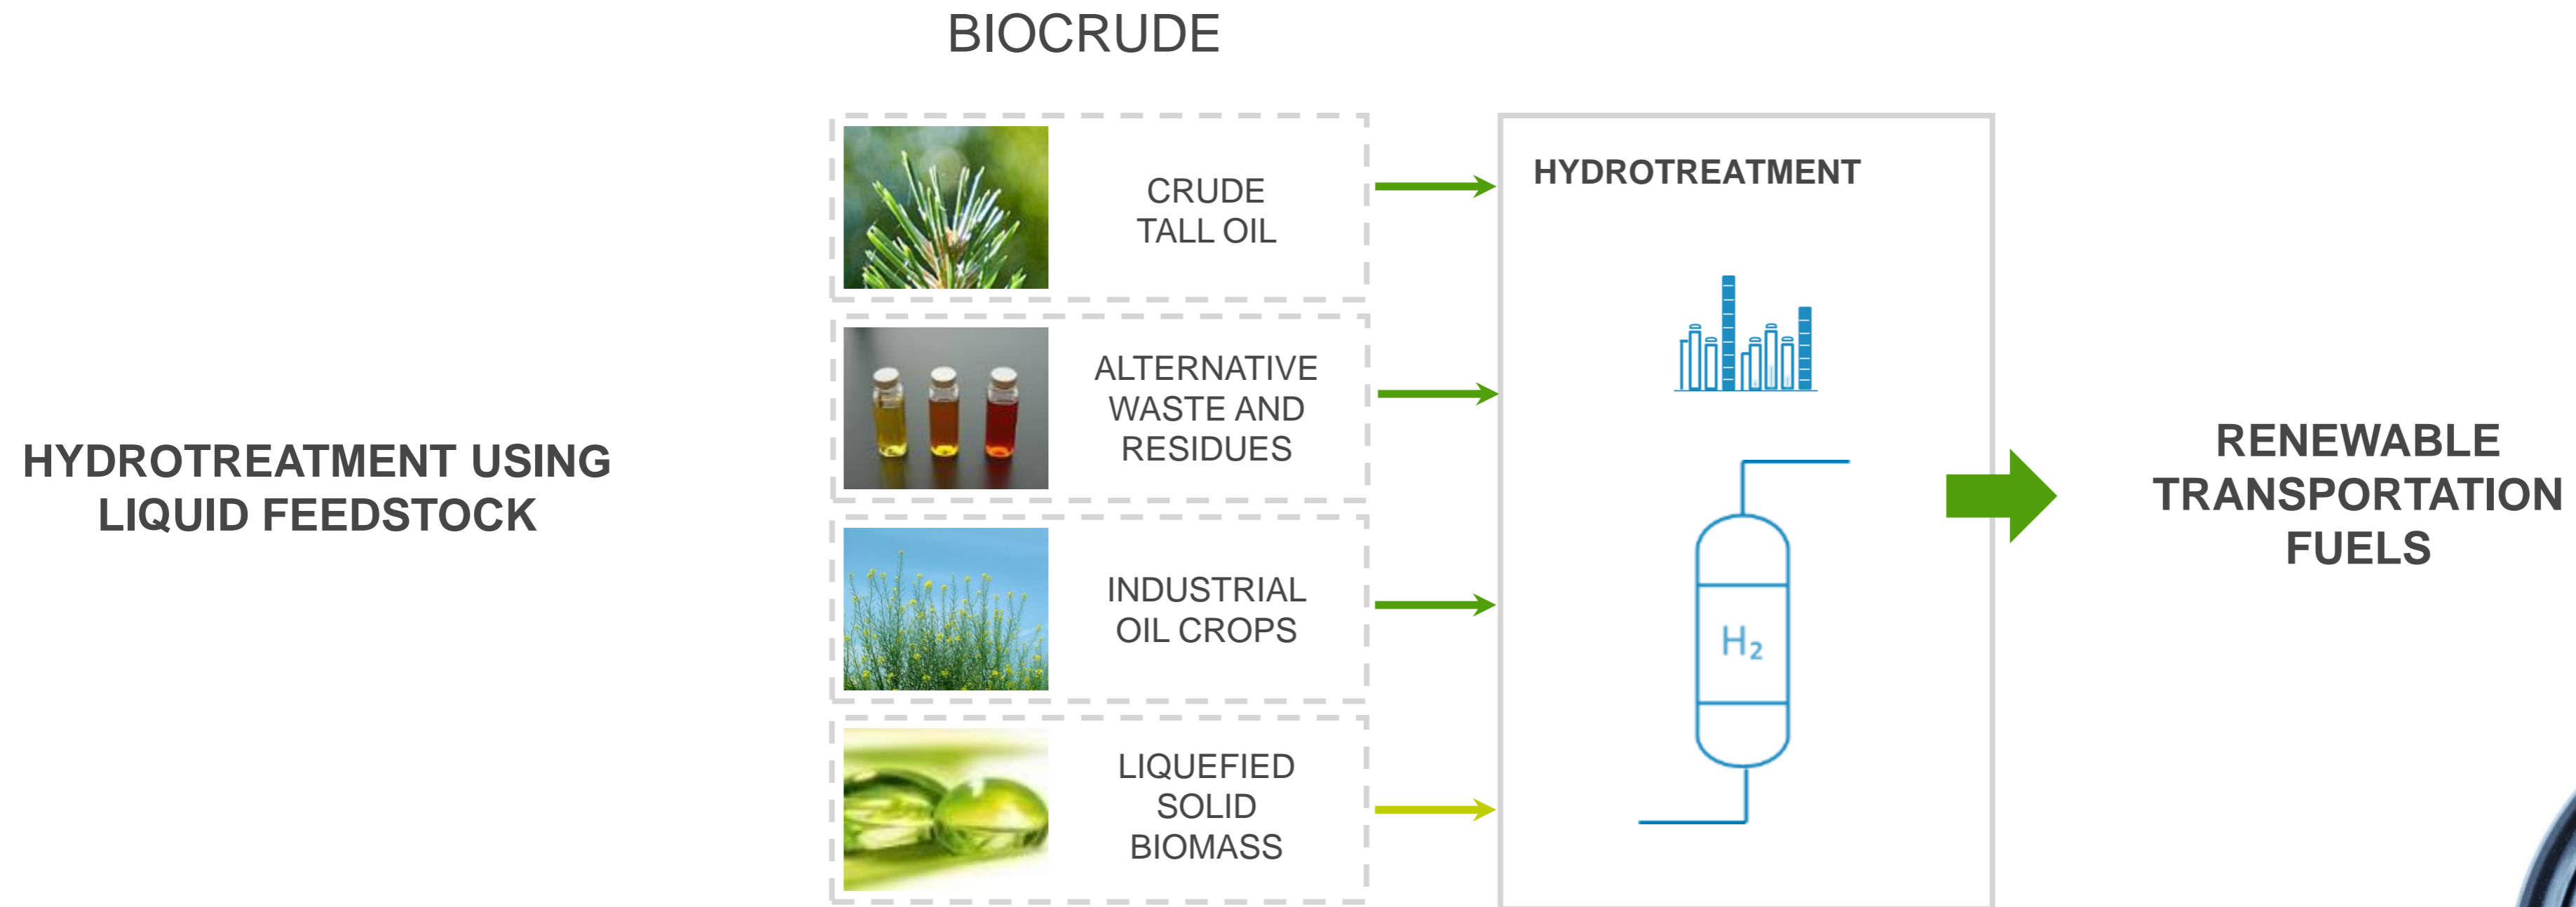 BIOCRUDE
HYDROTREATMENT USING
LIQUID FEEDSTOCK
CRUDE
TALL OIL
ALTERNATIVE
WASTE AND
RESIDUES
INDUSTRIAL
OIL CROPS
LIQUEFIED
SOLID
BIOMASS
HYDROTREATMENT
H₂
RENEWABLE
TRANSPORTATION
FUELS